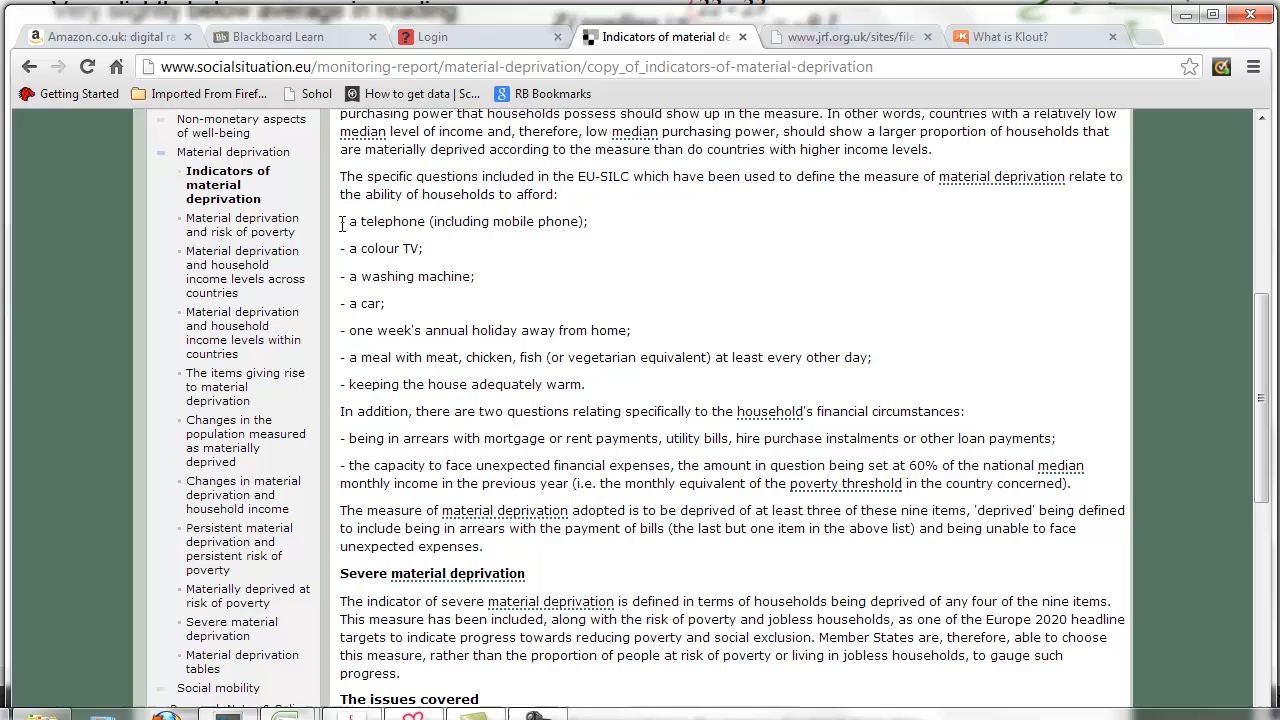 Very slightly below average in reading
Amazon.co.uk: digital ra
Blackboard Learn
Login
Indicators of material de
www.jrf.org.uk/sites/file
What is Klout?
www.socialsituation.eu/monitoring-report/material-deprivation/copy_of_indicators-of-material-deprivation
Getting Started
Imported From Firef...
Sohol
How to get data | Sc...
RB Bookmarks
Non-monetary aspects
of well-being
Material deprivation
Indicators of
material
deprivation
Material deprivation
and risk of poverty
Material deprivation
and household
income levels across
countries
Material deprivation
and household
income levels within
countries
The items giving rise
to material
deprivation
Changes in the
population measured
as materially
deprived
Changes in material
deprivation and
household income
Persistent material
deprivation and
persistent risk of
poverty
Materially deprived at
risk of poverty
Severe material
deprivation
Material deprivation
tables
Social mobility
purchasing power that households possess should show up in the measure. In other words, countries with a relatively low
median level of income and, therefore, low median purchasing power, should show a larger proportion of households that
are materially deprived according to the measure than do countries with higher income levels.
The specific questions included in the EU-SILC which have been used to define the measure of material deprivation relate to
the ability of households to afford:
- a telephone (including mobile phone);
- a colour TV;
- a washing machine;
- a car;
- one week's annual holiday away from home;
- a meal with meat, chicken, fish (or vegetarian equivalent) at least every other day;
- keeping the house adequately warm.
In addition, there are two questions relating specifically to the household's financial circumstances:
- being in arrears with mortgage or rent payments, utility bills, hire purchase instalments or other loan payments;
- the capacity to face unexpected financial expenses, the amount in question being set at 60% of the national median
monthly income in the previous year (i.e. the monthly equivalent of the poverty threshold in the country concerned).
The measure of material deprivation adopted is to be deprived of at least three of these nine items, 'deprived' being defined
to include being in arrears with the payment of bills (the last but one item in the above list) and being unable to face
unexpected expenses.
Severe material deprivation
The indicator of severe material deprivation is defined in terms of households being deprived of any four of the nine items.
This measure has been included, along with the risk of poverty and jobless households, as one of the Europe 2020 headline
targets to indicate progress towards reducing poverty and social exclusion. Member States are, therefore, able to choose
this measure, rather than the proportion of people at risk of poverty or living in jobless households, to gauge such
progress.
The issues covered